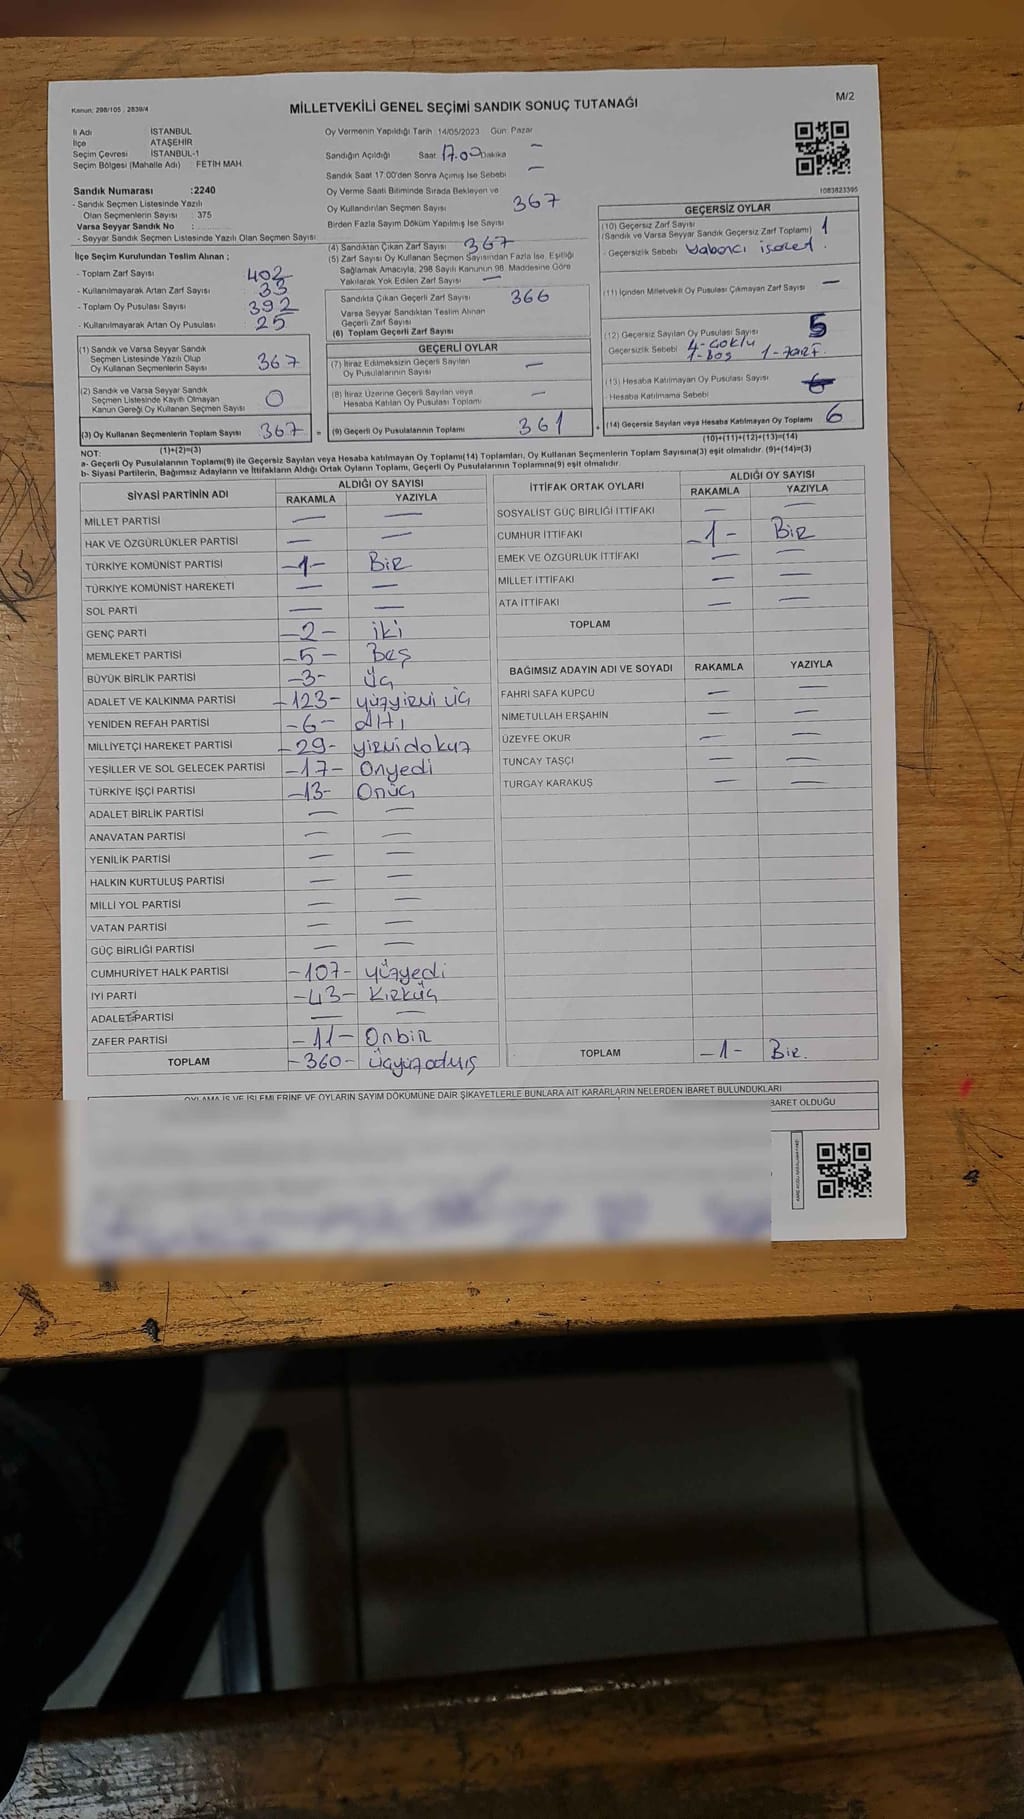 Kanun: 298/105 , 2839/4
MİLLETVEKİLİ GENEL SEÇİMİ SANDIK SONUÇ TUTANAĞI
M/2
İl Adı İSTANBUL
İlçe ATAŞEHİR
Seçim Çevresi İSTANBUL-1
Seçim Bölgesi (Mahalle Adı) : FETİH MAH.
Sandık Numarası :2240
- Sandık Seçmen Listesinde Yazılı
Olan Seçmenlerin Sayısı : 375
Varsa Seyyar Sandık No :
- Seyyar Sandık Seçmen Listesinde Yazılı Olan Seçmen Sayısı
İlçe Seçim Kurulundan Teslim Alınan ;
- Toplam Zarf Sayısı : 402
- Kullanılmayarak Artan Zarf Sayısı : 33
- Toplam Oy Pusulası Sayısı : 392
- Kullanılmayarak Artan Oy Pusulası : 25
(1) Sandık ve Varsa Seyyar Sandık
Seçmen Listesinde Yazılı Olup
Oy Kullanan Seçmenlerin Sayısı 367
(2) Sandık ve Varsa Seyyar Sandık
Seçmen Listesinde Kayıtlı Olmayan
Kanun Gereği Oy Kullanan Seçmen Sayısı 0
(3) Oy Kullanan Seçmenlerin Toplam Sayısı 367
(1)+(2)=(3)
Oy Vermenin Yapıldığı Tarih :14/05/2023 Gün: Pazar
Sandığın Açıldığı Saat 17.00 Dakika –
Sandık Saat 17:00'den Sonra Açımış İse Sebebi –
Oy Verme Saati Bitiminde Sırada Bekleyen ve
Oy Kullandırılan Seçmen Sayısı 367
Birden Fazla Sayım Döküm Yapılmış İse Sayısı
(4) Sandıktan Çıkan Zarf Sayısı 367
(5) Zarf Sayısı Oy Kullanan Seçmen Sayısından Fazla İse, Eşitliği
Sağlamak Amacıyla, 298 Sayılı Kanunun 98. Maddesine Göre
Yakılarak Yok Edilen Zarf Sayısı –
Sandıkta Çıkan Geçerli Zarf Sayısı 366
Varsa Seyyar Sandıktan Teslim Alınan
Geçerli Zarf Sayısı
(6) Toplam Geçerli Zarf Sayısı
GEÇERLİ OYLAR
(7) İtiraz Edilmeksizin Geçerli Sayılan
Oy Pusulalarının Sayısı –
(8) İtiraz Üzerine Geçerli Sayılan veya
Hesaba Katılan Oy Pusulası Toplamı –
= (9) Geçerli Oy Pusulalarının Toplamı 361
1083823395
GEÇERSİZ OYLAR
(10) Geçersiz Zarf Sayısı
(Sandık ve Varsa Seyyar Sandık Geçersiz Zarf Toplamı) 1
- Geçersizlik Sebebi Yabancı işaret
(11) İçinden Milletvekili Oy Pusulası Çıkmayan Zarf Sayısı –
(12) Geçersiz Sayılan Oy Pusulası Sayısı 5
Geçersizlik Sebebi 4-Çoklu
1-Boş 1-Zarf.
(13) Hesaba Katılmayan Oy Pusulası Sayısı
- Hesaba Katılmama Sebebi
+ (14) Geçersiz Sayılan veya Hesaba Katılmayan Oy Toplamı 6
(10)+(11)+(12)+(13)=(14)
NOT:
a- Geçerli Oy Pusulalarının Toplamı(9) ile Geçersiz Sayılan veya Hesaba katılmayan Oy Toplamı(14) Toplamları, Oy Kullanan Seçmenlerin Toplam Sayısına(3) eşit olmalıdır. (9)+(14)=(3)
b- Siyasi Partilerin, Bağımsız Adayların ve İttifakların Aldığı Ortak Oyların Toplamı, Geçerli Oy Pusulalarının Toplamına(9) eşit olmalıdır.
SİYASİ PARTİNİN ADI ALDIĞI OY SAYISI
RAKAMLA YAZIYLA
MİLLET PARTİSİ — —
HAK VE ÖZGÜRLÜKLER PARTİSİ — —
TÜRKİYE KOMÜNİST PARTİSİ -1- Bir
TÜRKİYE KOMÜNİST HAREKETİ — —
SOL PARTİ — —
GENÇ PARTİ -2- iki
MEMLEKET PARTİSİ -5- Beş
BÜYÜK BİRLİK PARTİSİ -3- Üç
ADALET VE KALKINMA PARTİSİ -123- yüzyirmi üç
YENİDEN REFAH PARTİSİ -6- Altı
MİLLİYETÇİ HAREKET PARTİSİ -29- yirmidokuz
YEŞİLLER VE SOL GELECEK PARTİSİ -17- Onyedi
TÜRKİYE İŞÇİ PARTİSİ -13- Onüç
ADALET BİRLİK PARTİSİ — —
ANAVATAN PARTİSİ — —
YENİLİK PARTİSİ — —
HALKIN KURTULUŞ PARTİSİ — —
MİLLİ YOL PARTİSİ — —
VATAN PARTİSİ — —
GÜÇ BİRLİĞİ PARTİSİ — —
CUMHURİYET HALK PARTİSİ -107- yüzyedi
İYİ PARTİ -43- Kırküç
ADALET PARTİSİ — —
ZAFER PARTİSİ -11- Onbir
TOPLAM -360- Üçyüzatmış
İTTİFAK ORTAK OYLARI ALDIĞI OY SAYISI
RAKAMLA YAZIYLA
SOSYALİST GÜÇ BİRLİĞİ İTTİFAKI — —
CUMHUR İTTİFAKI -1- Bir
EMEK VE ÖZGÜRLÜK İTTİFAKI — —
MİLLET İTTİFAKI — —
ATA İTTİFAKI — —
TOPLAM
BAĞIMSIZ ADAYIN ADI VE SOYADI RAKAMLA YAZIYLA
FAHRİ SAFA KÜPCÜ — —
NİMETULLAH ERŞAHİN — —
ÜZEYFE OKUR — —
TUNCAY TAŞÇI — —
TURGAY KARAKUŞ — —
TOPLAM -1- Bir.
OYLAMA İŞ VE İŞLEMLERİNE VE OYLARIN SAYIM DÖKÜMÜNE DAİR ŞİKAYETLERLE BUNLARA AİT KARARLARIN NELERDEN İBARET BULUNDUKLARI
BARET OLDUĞU